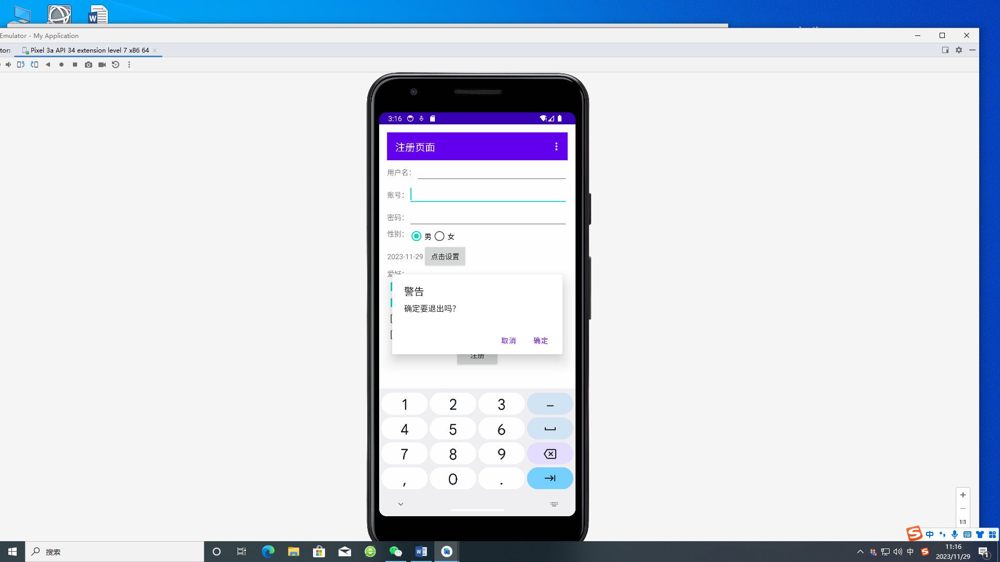 Emulator - My Application
tor:
Pixel 3a API 34 extension level 7 x86 64
3:16
注册页面
用户名：
账号：
密码：
性别：
男
女
2023-11-29
点击设置
爱好：
警告
确定要退出吗？
取消
确定
注册
1 2 3 –
4 5 6
7 8 9
, 0 .
1:1
中
搜索
中
11:16
2023/11/29
1